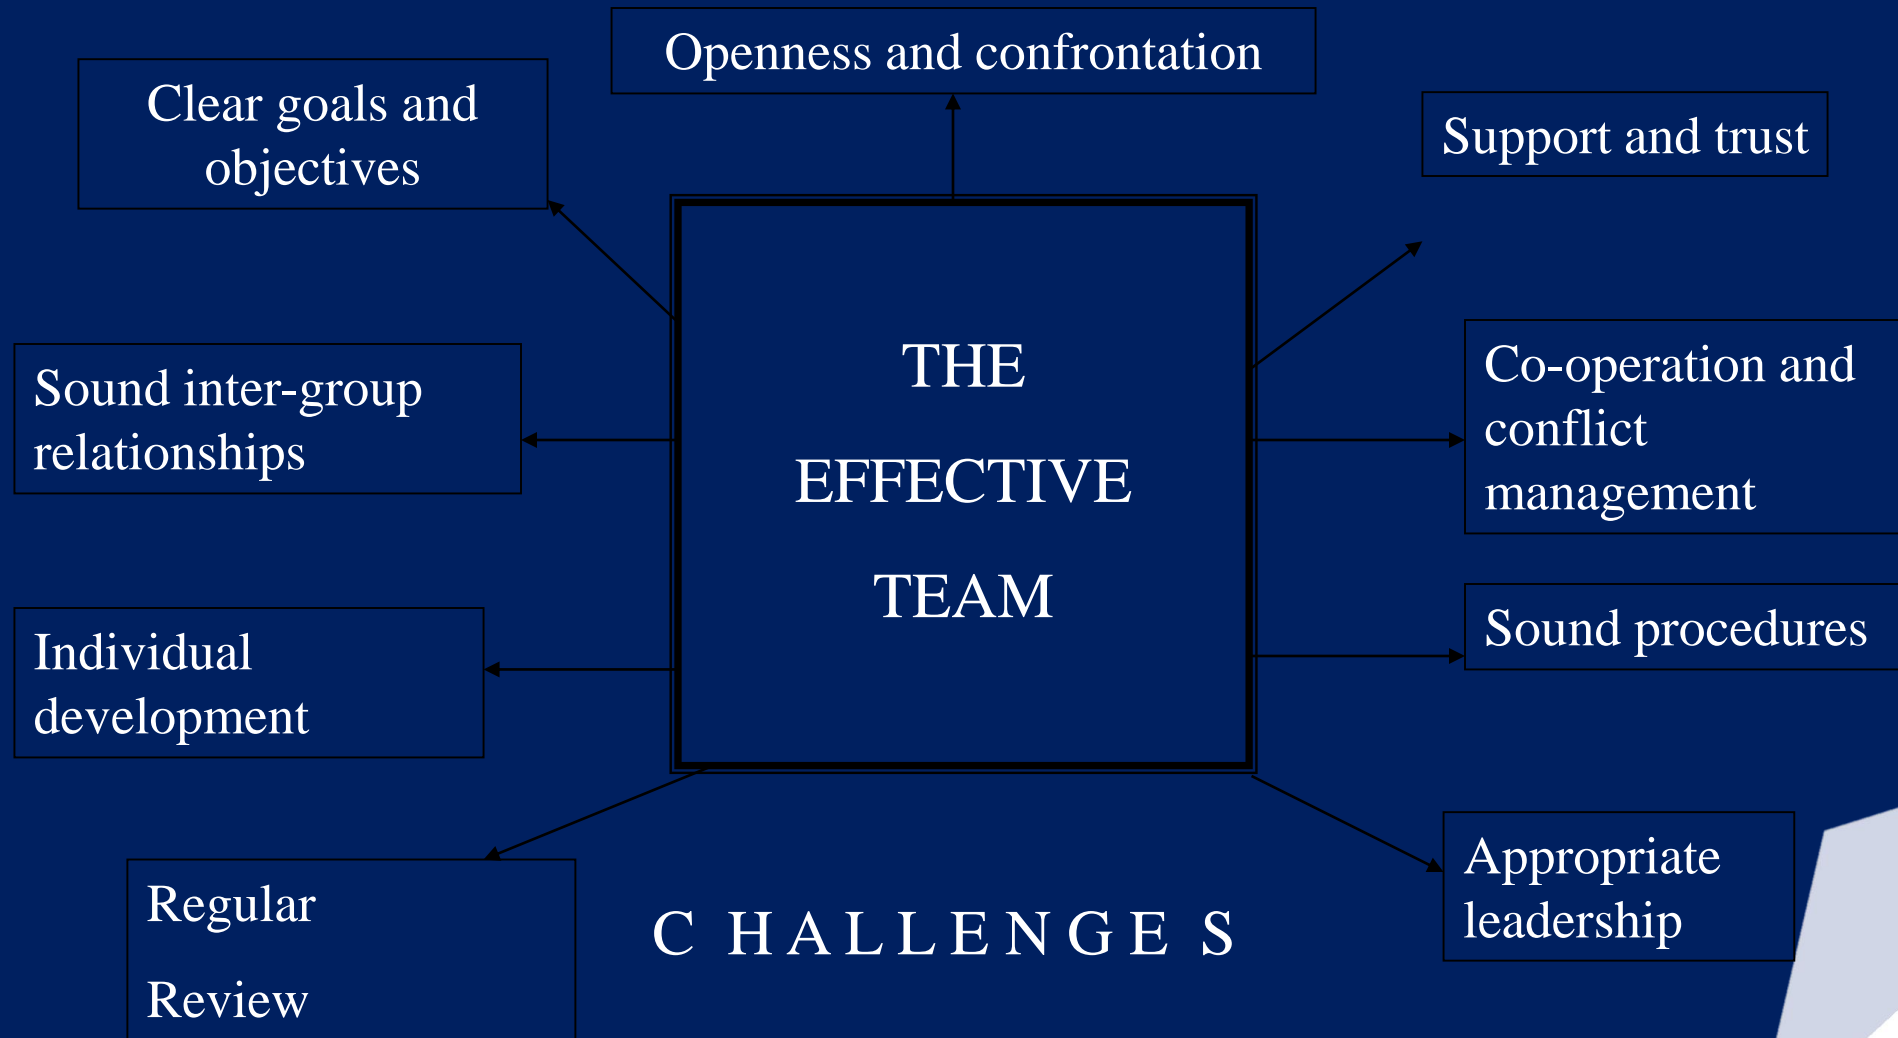 Openness and confrontation
Clear goals and
objectives
Support and trust
THE
EFFECTIVE
TEAM
Sound inter-group
relationships
Co-operation and
conflict
management
Individual
development
Sound procedures
Regular
Review
C HALLENGE S
Appropriate
leadership